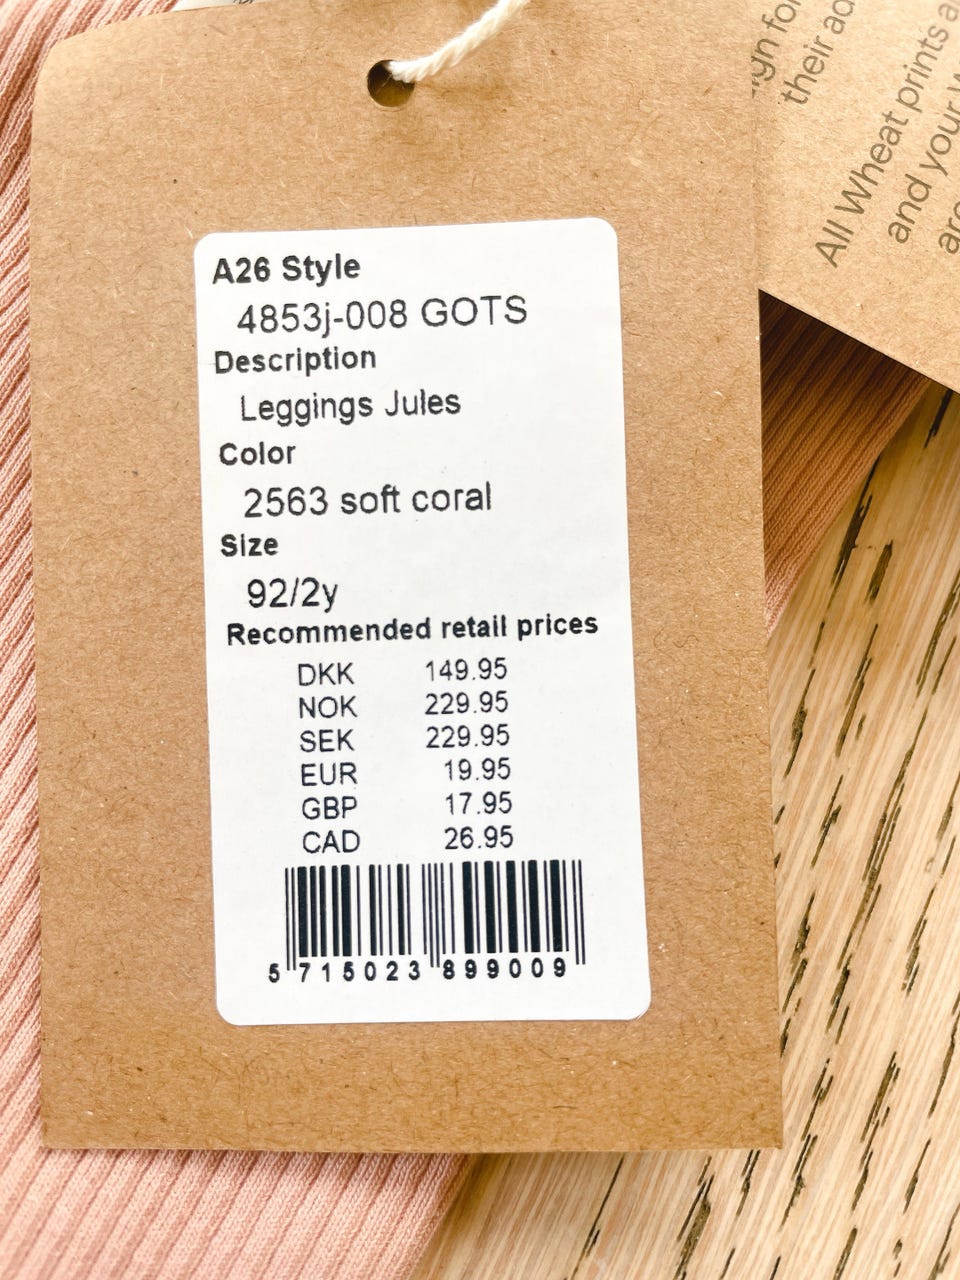 A26 Style
4853j-008 GOTS
Description
Leggings Jules
Color
2563 soft coral
Size
92/2y
Recommended retail prices
DKK 149.95
NOK 229.95
SEK 229.95
EUR 19.95
GBP 17.95
CAD 26.95
5 715023 899009
for
their
All Wheat prints
and your